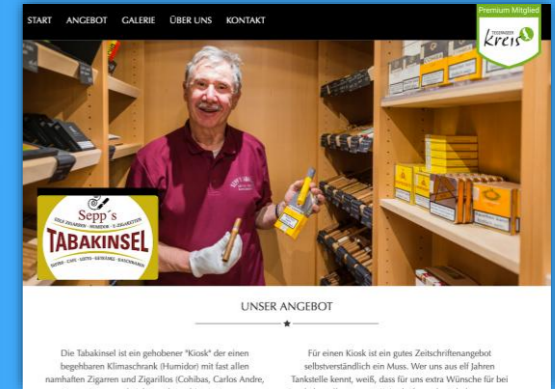 START ANGEBOT GALERIE ÜBER UNS KONTAKT
Premium Mitglied
kreis
Sepp´s
TABAKINSEL
UNSER ANGEBOT
Die Tabakinsel ist ein gehobener "Kiosk" der einen
begehbaren Klimaschrank (Humidor) mit fast allen
namhaften Zigarren und Zigarillos (Cohibas, Carlos Andre,
Für einen Kiosk ist ein gutes Zeitschriftenangebot
selbstverständlich ein Muss. Wer uns aus elf Jahren
Tankstelle kennt, weiß, dass für uns extra Wünsche für bei